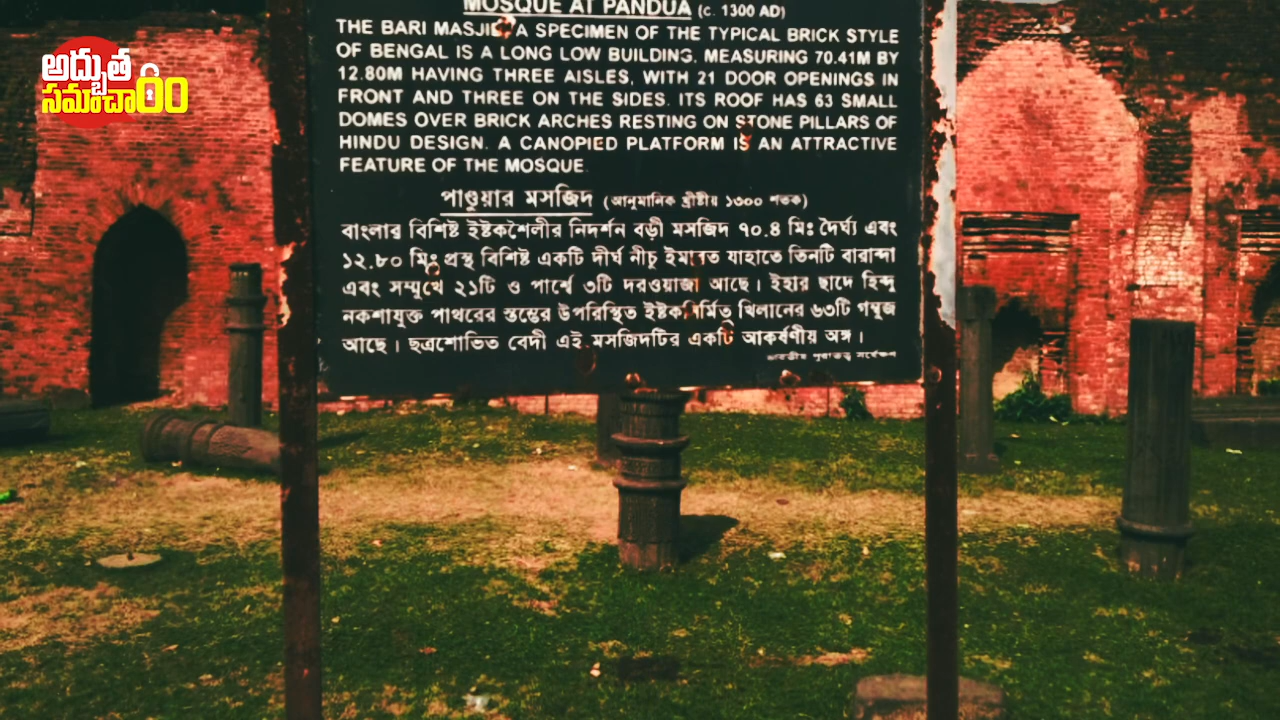 అద్భుత
సమాచారం
MOSQUE AT PANDUA (c. 1300 AD)
THE BARI MASJID, A SPECIMEN OF THE TYPICAL BRICK STYLE
OF BENGAL IS A LONG LOW BUILDING. MEASURING 70.41M BY
12.80M HAVING THREE AISLES, WITH 21 DOOR OPENINGS IN
FRONT AND THREE ON THE SIDES. ITS ROOF HAS 63 SMALL
DOMES OVER BRICK ARCHES RESTING ON STONE PILLARS OF
HINDU DESIGN. A CANOPIED PLATFORM IS AN ATTRACTIVE
FEATURE OF THE MOSQUE.
পাণ্ডুয়ার মসজিদ (আনুমানিক খ্রীষ্টীয় ১৩০০ শতক)
বাংলার বিশিষ্ট ইষ্টকশৈলীর নিদর্শন বড়ী মসজিদ ৭০.৪ মিঃ দৈর্ঘ্য এবং
১২.৮০ মিঃ প্রস্থ বিশিষ্ট একটি দীর্ঘ নীচু ইমারত যাহাতে তিনটি বারান্দা
এবং সম্মুখে ২১টি ও পার্শ্বে ৩টি দরওয়াজা আছে। ইহার ছাদে হিন্দু
নকশাযুক্ত পাথরের স্তম্ভের উপরিস্থিত ইষ্টকনির্মিত খিলানের ৬৩টি গম্বুজ
আছে। ছত্রশোভিত বেদী এই মসজিদটির একটি আকর্ষণীয় অঙ্গ।
ভারতীয় পুরাতত্ত্ব সর্বেক্ষণ